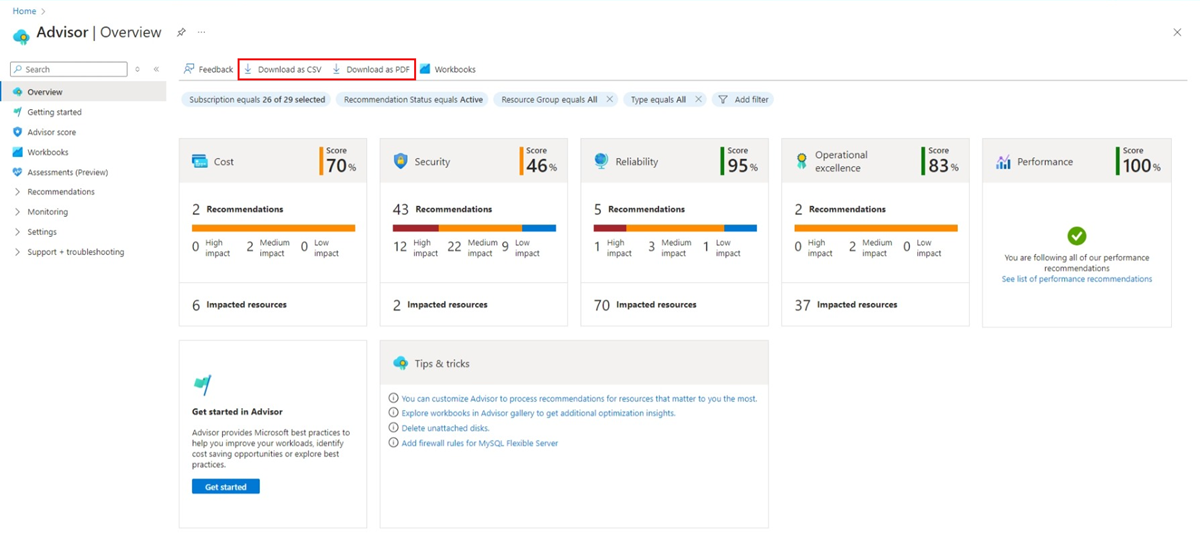 Home >
Advisor | Overview
Search
Feedback Download as CSV Download as PDF Workbooks
Subscription equals 26 of 29 selected Recommendation Status equals Active Resource Group equals All Type equals All Add filter
Overview
Getting started
Advisor score
Workbooks
Assessments (Preview)
Recommendations
Monitoring
Settings
Support + troubleshooting
Cost
Score
70%
2 Recommendations
0 High impact 2 Medium impact 0 Low impact
6 Impacted resources
Security
Score
46%
43 Recommendations
12 High impact 22 Medium impact 9 Low impact
2 Impacted resources
Reliability
Score
95%
5 Recommendations
1 High impact 3 Medium impact 1 Low impact
70 Impacted resources
Operational
excellence
Score
83%
2 Recommendations
0 High impact 2 Medium impact 0 Low impact
37 Impacted resources
Performance
Score
100%
You are following all of our performance
recommendations
See list of performance recommendations
Get started in Advisor
Advisor provides Microsoft best practices to
help you improve your workloads, identify
cost saving opportunities or explore best
practices.
Get started
Tips & tricks
You can customize Advisor to process recommendations for resources that matter to you the most.
Explore workbooks in Advisor gallery to get additional optimization insights.
Delete unattached disks.
Add firewall rules for MySQL Flexible Server